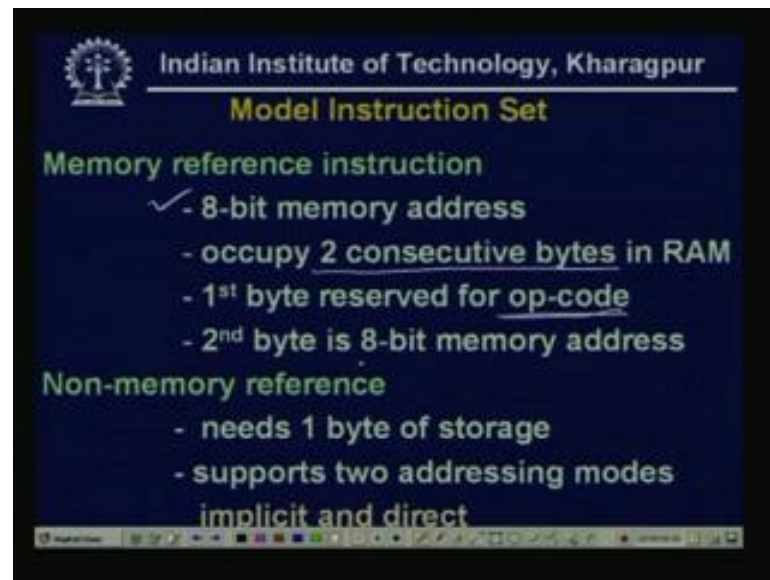 Indian Institute of Technology, Kharagpur
Model Instruction Set
Memory reference instruction
- 8-bit memory address
- occupy 2 consecutive bytes in RAM
- 1st byte reserved for op-code
- 2nd byte is 8-bit memory address
Non-memory reference
- needs 1 byte of storage
- supports two addressing modes
implicit and direct